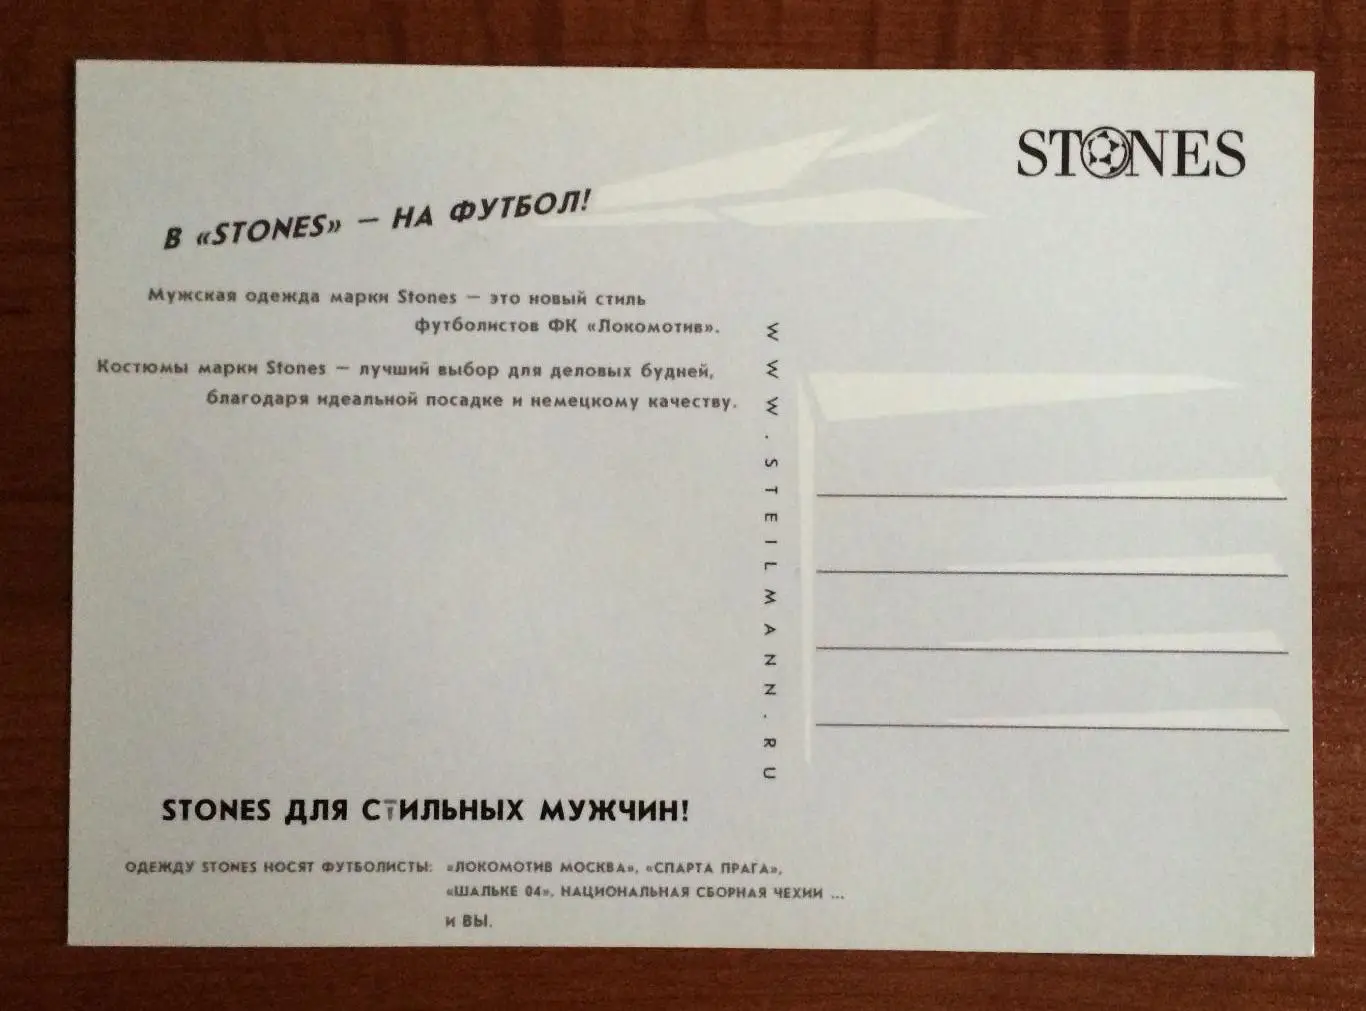 STONES
В «STONES» – НА ФУТБОЛ!
Мужская одежда марки Stones – это новый стиль
футболистов ФК «Локомотив».
Костюмы марки Stones – лучший выбор для деловых будней,
благодаря идеальной посадке и немецкому качеству.
WWW.STEILMANN.RU
STONES ДЛЯ СТИЛЬНЫХ МУЖЧИН!
ОДЕЖДУ STONES НОСЯТ ФУТБОЛИСТЫ: «ЛОКОМОТИВ МОСКВА», «СПАРТА ПРАГА»,
«ШАЛЬКЕ 04», НАЦИОНАЛЬНАЯ СБОРНАЯ ЧЕХИИ ...
И ВЫ.